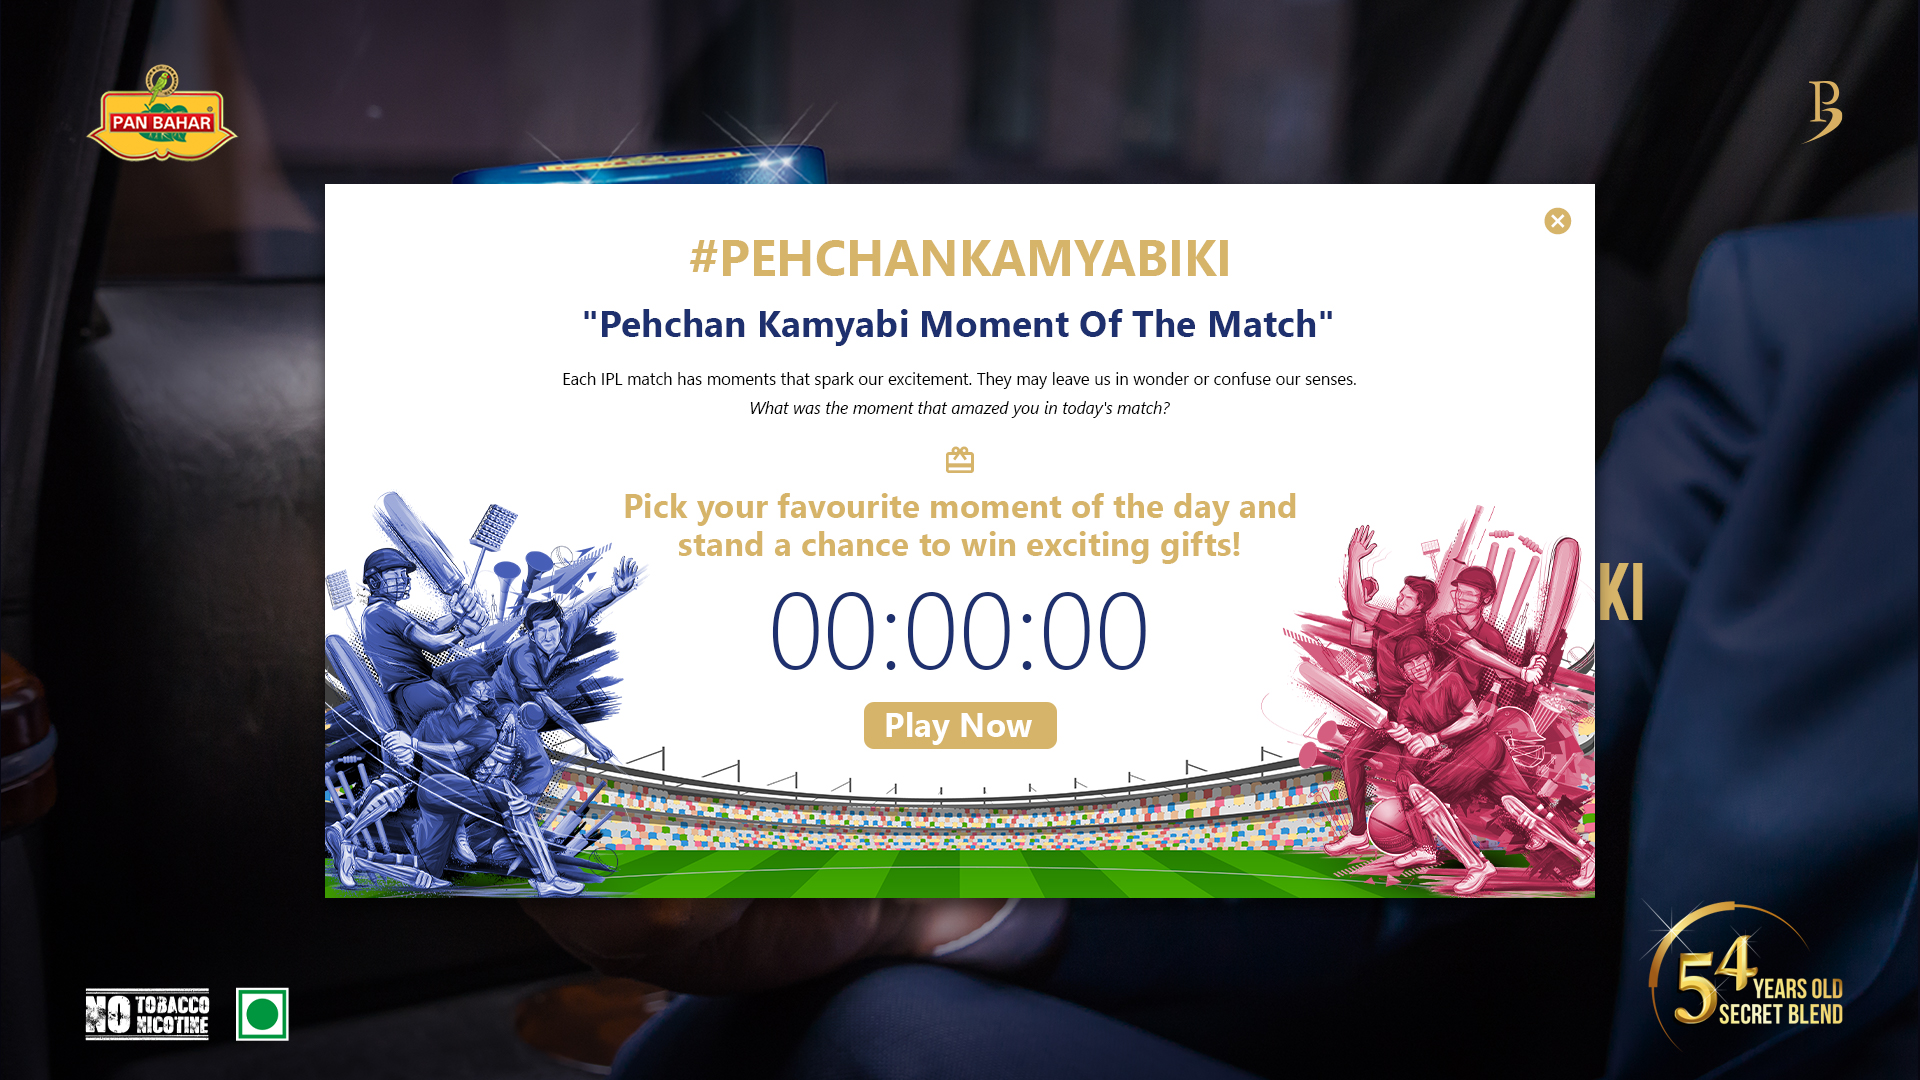 PAN BAHAR
#PEHCHANKAMYABIKI
"Pehchan Kamyabi Moment Of The Match"
Each IPL match has moments that spark our excitement. They may leave us in wonder or confuse our senses.
What was the moment that amazed you in today's match?
Pick your favourite moment of the day and
stand a chance to win exciting gifts!
KI
00:00:00
Play Now
NO TOBACCO
NICOTINE
54 YEARS OLD
SECRET BLEND